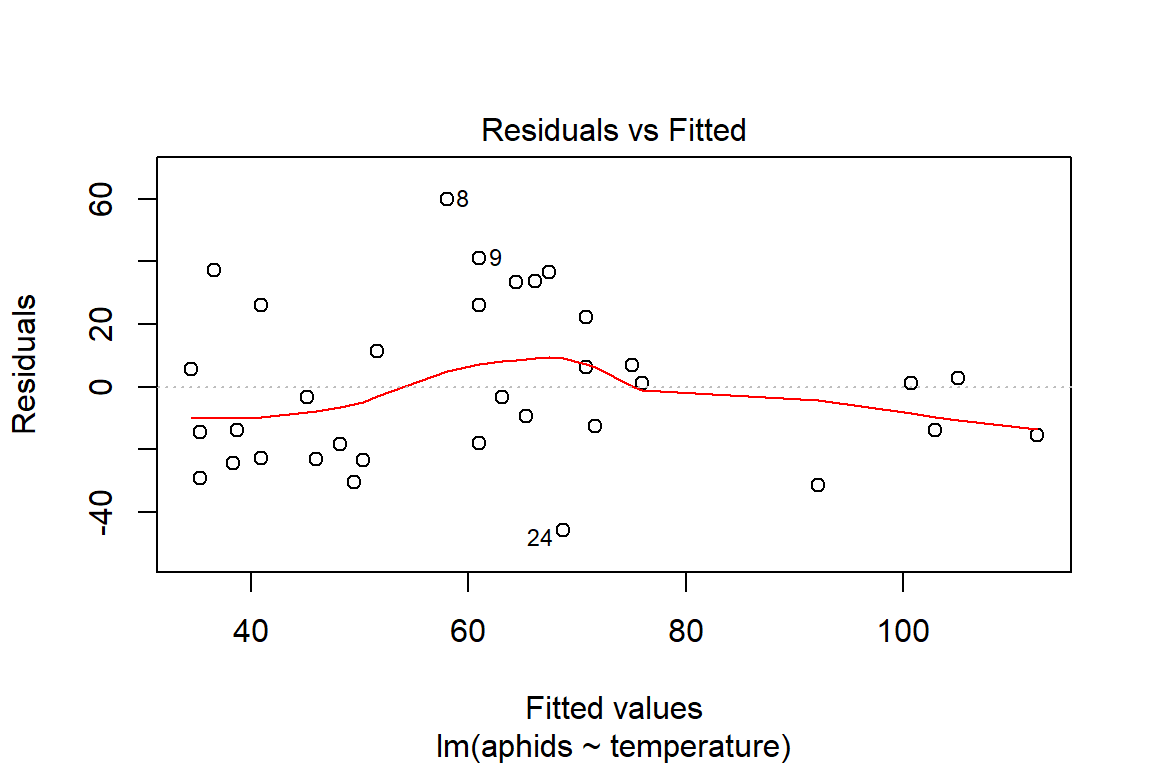 Residuals vs Fitted
Residuals
60
20
0
-40
8
9
24
40 60 80 100
Fitted values
lm(aphids ~ temperature)